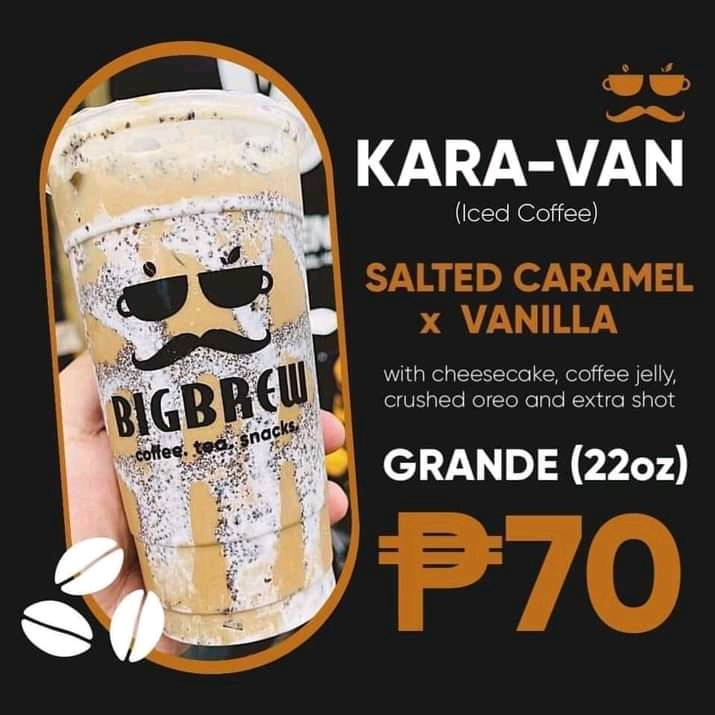 KARA-VAN
(Iced Coffee)
SALTED CARAMEL
x VANILLA
with cheesecake, coffee jelly,
crushed oreo and extra shot
GRANDE (22oz)
₱70
BIGBREW
coffee. tea. snacks.